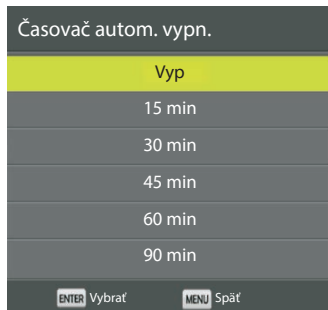 Časovač autom. vypn.
Vyp
15 min
30 min
45 min
60 min
90 min
ENTER Vybrať MENU Späť